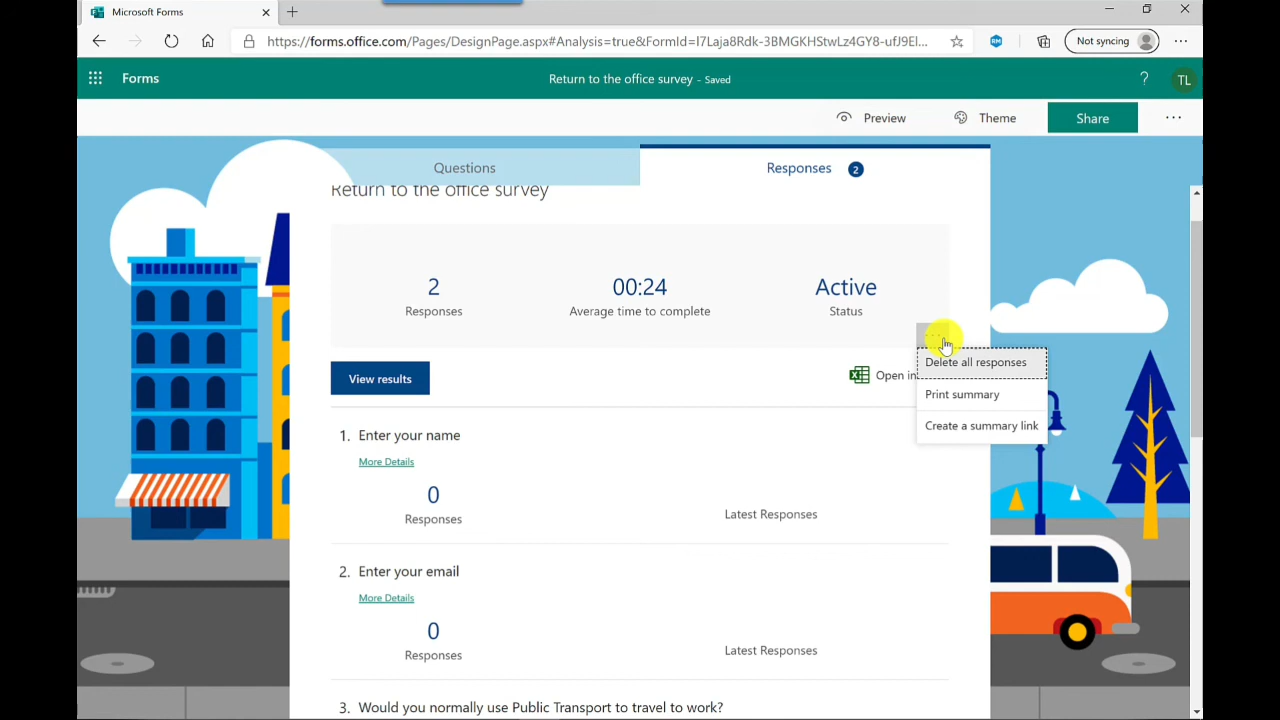 Microsoft Forms
https://forms.office.com/Pages/DesignPage.aspx#Analysis=true&FormId=I7Laja8Rdk-3BMGKHStwLz4GY8-ufJ9El...
RM
Not syncing
Forms
Return to the office survey - Saved
?
TL
Preview
Theme
Share
Questions
Responses 2
Return to the office survey
2
Responses
00:24
Average time to complete
Active
Status
View results
Open in
Delete all responses
Print summary
Create a summary link
1. Enter your name
More Details
0
Responses
Latest Responses
2. Enter your email
More Details
0
Responses
Latest Responses
3. Would you normally use Public Transport to travel to work?